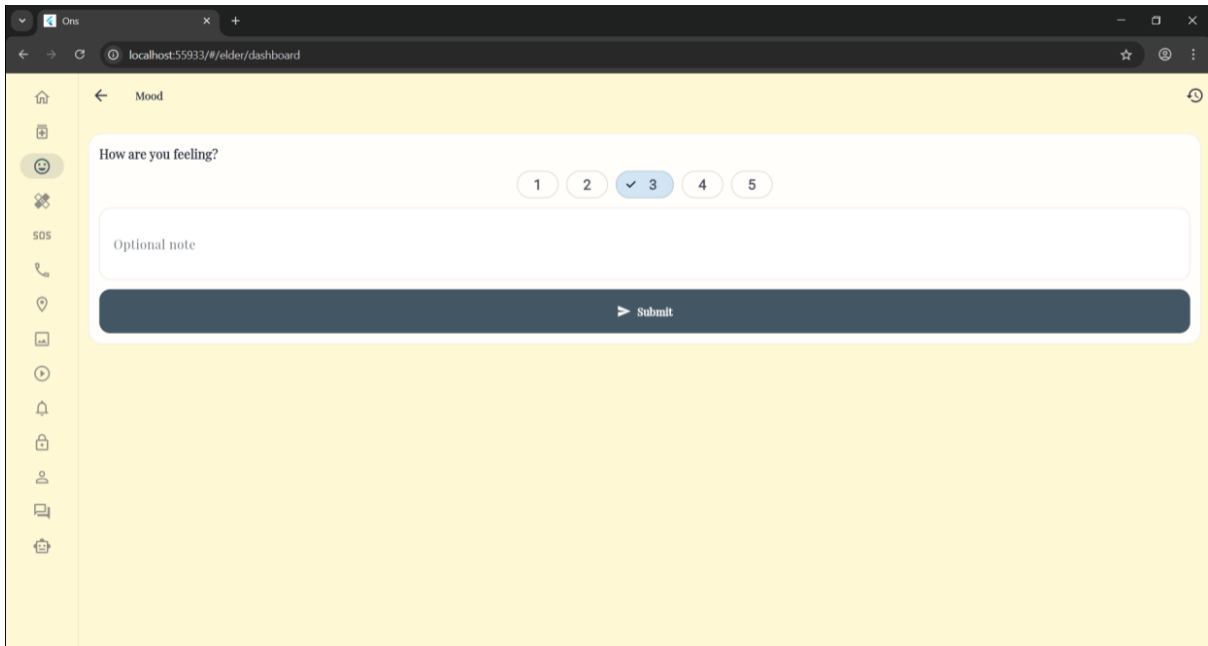 Ons
localhost:55933/#/elder/dashboard
Mood
How are you feeling?
1 2 3 4 5
SOS
Optional note
Submit